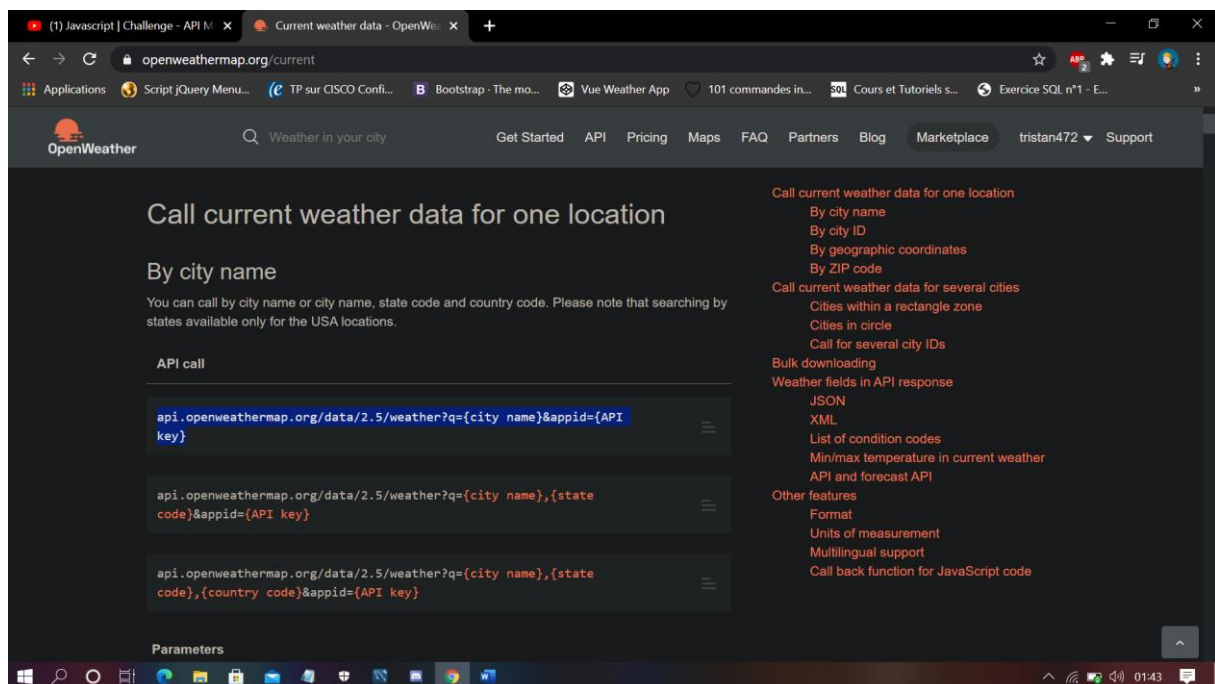 (1) Javascript | Challenge - API M
Current weather data - OpenWea
openweathermap.org/current
Applications
Script jQuery Menu...
TP sur CISCO Confi...
Bootstrap · The mo...
Vue Weather App
101 commandes in...
Cours et Tutoriels s...
Exercice SQL n°1 - E...
»
OpenWeather
Weather in your city
Get Started API Pricing Maps FAQ Partners Blog Marketplace tristan472 Support
Call current weather data for one location
By city name
You can call by city name or city name, state code and country code. Please note that searching by
states available only for the USA locations.
API call
api.openweathermap.org/data/2.5/weather?q={city name}&appid={API
key}
api.openweathermap.org/data/2.5/weather?q={city name},{state
code}&appid={API key}
api.openweathermap.org/data/2.5/weather?q={city name},{state
code},{country code}&appid={API key}
Parameters
Call current weather data for one location
By city name
By city ID
By geographic coordinates
By ZIP code
Call current weather data for several cities
Cities within a rectangle zone
Cities in circle
Call for several city IDs
Bulk downloading
Weather fields in API response
JSON
XML
List of condition codes
Min/max temperature in current weather
API and forecast API
Other features
Format
Units of measurement
Multilingual support
Call back function for JavaScript code
01:43